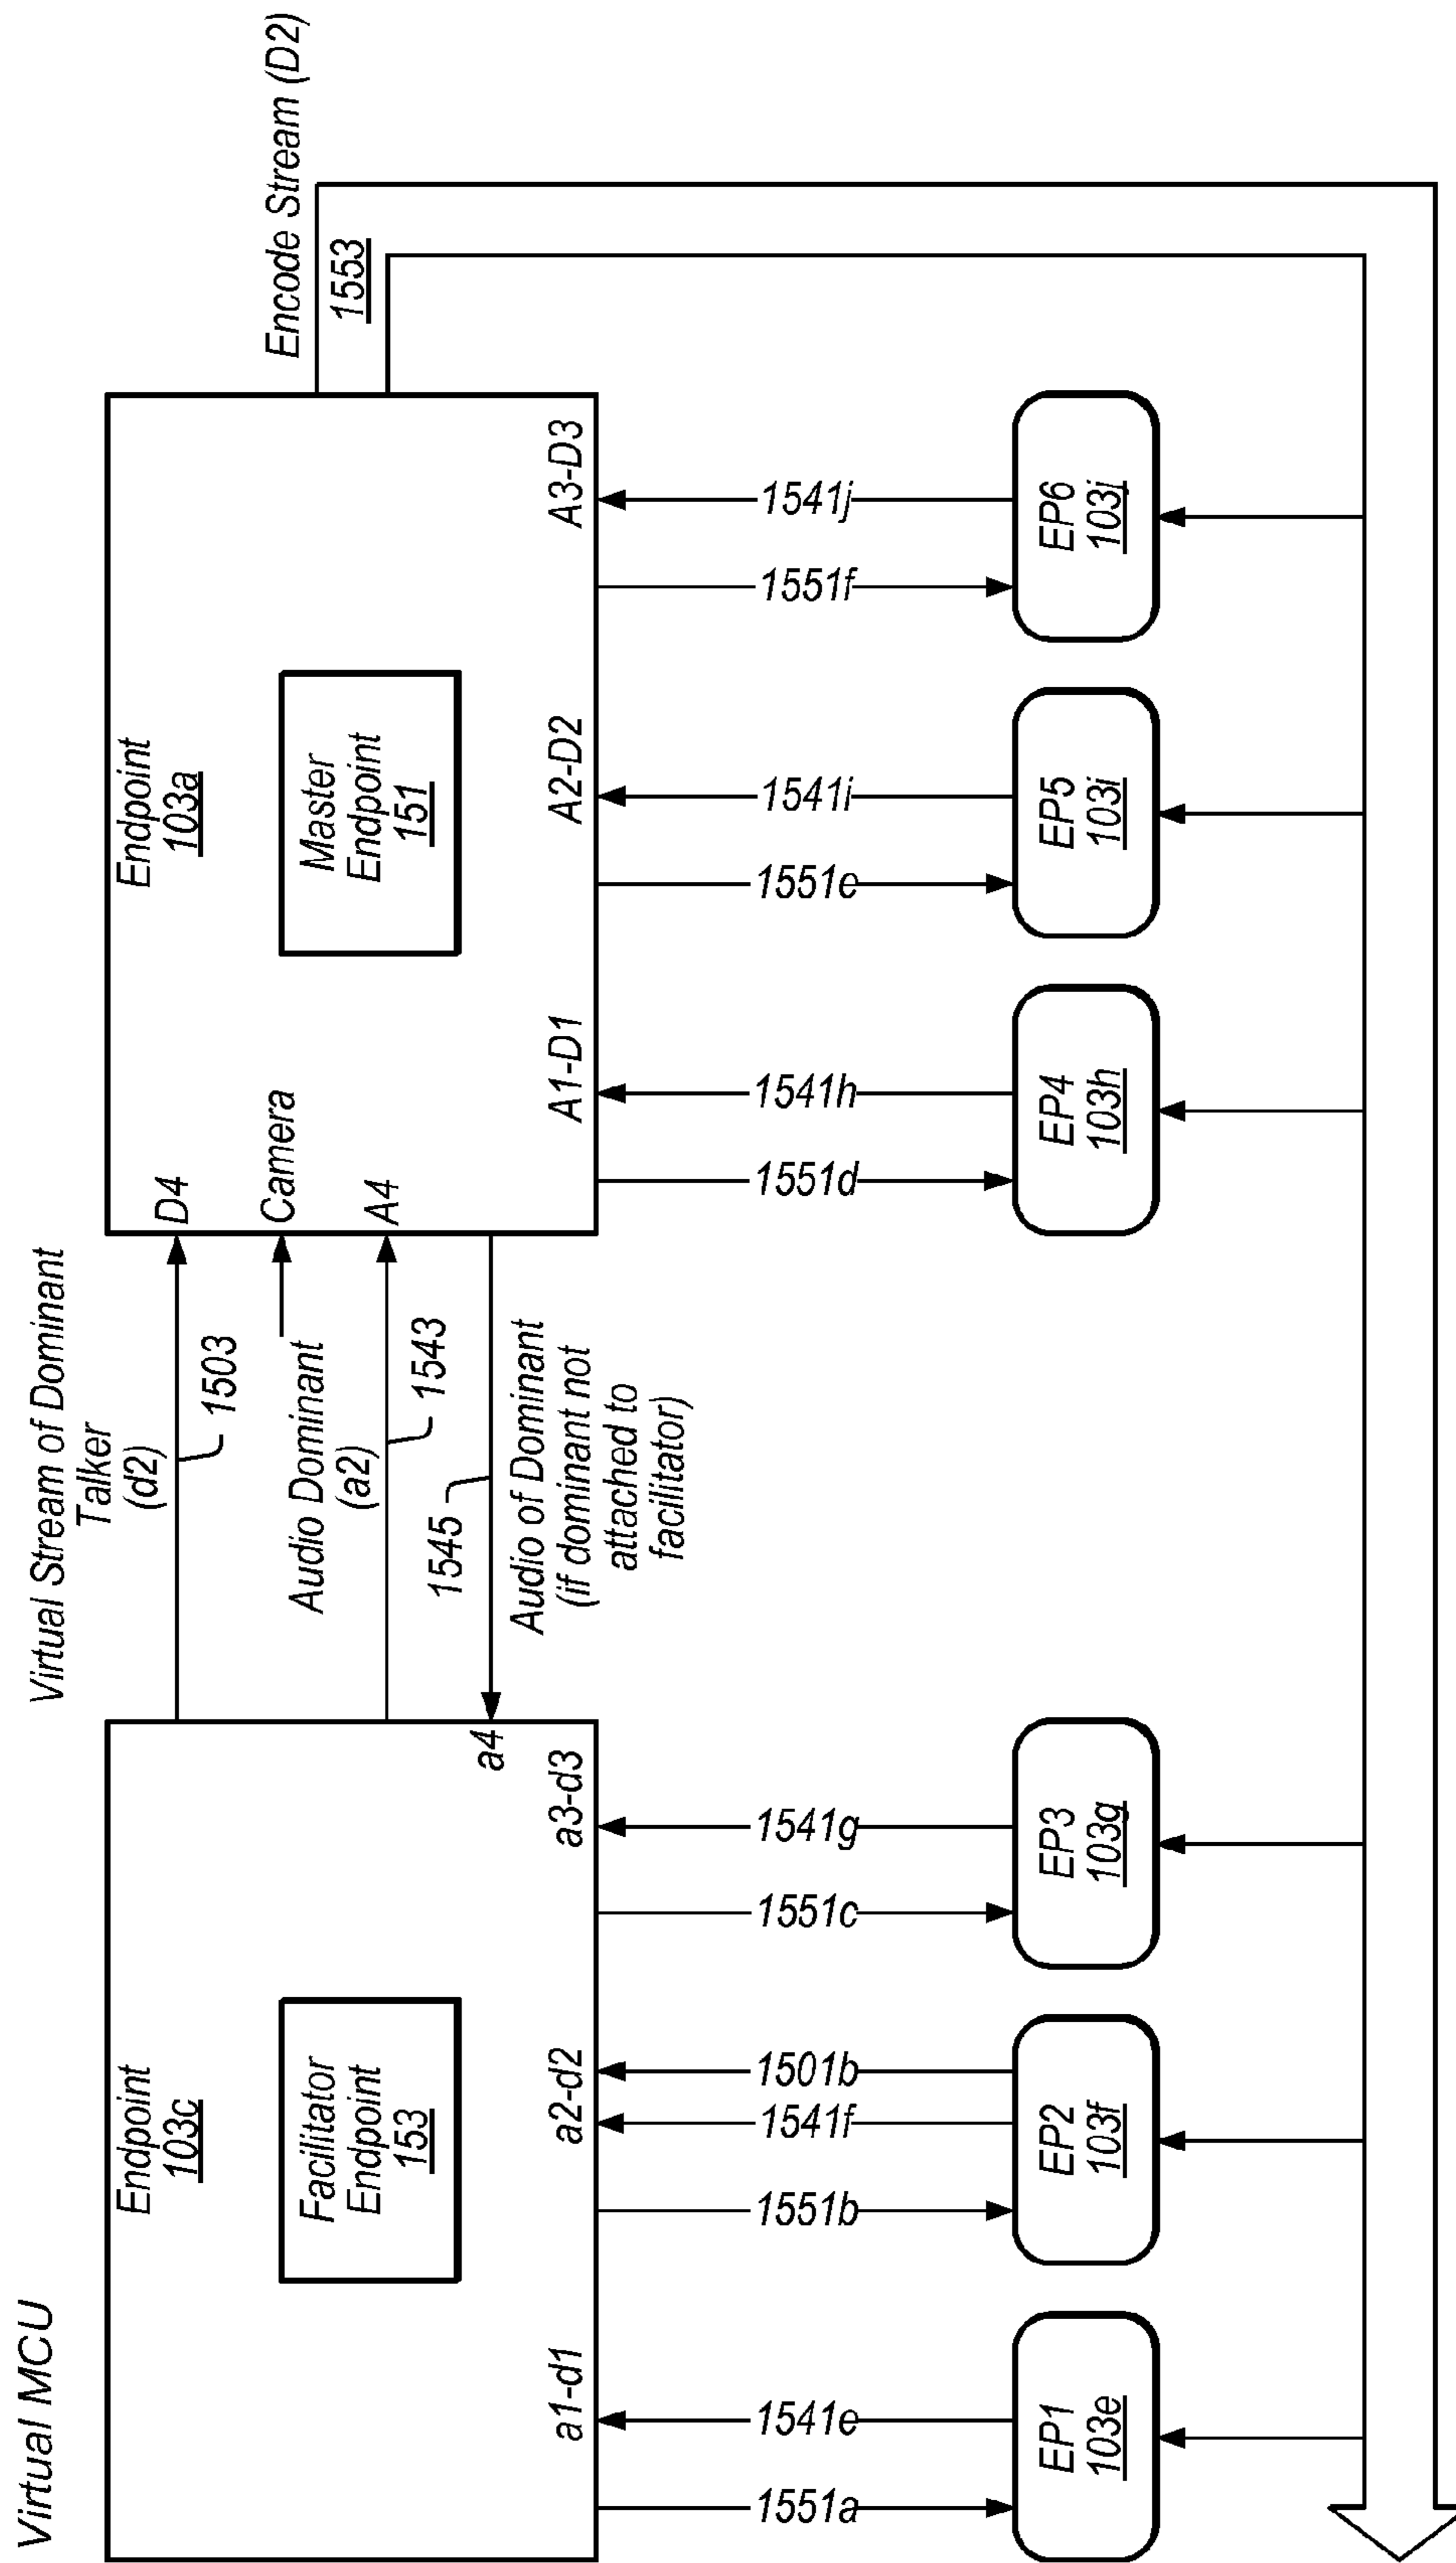 Virtual MCU
Virtual Stream of Dominant
Talker
(d2)
1503
Audio Dominant
(a2)
1543
1545
Audio of Dominant
(if dominant not
attached to
facilitator)
Endpoint
103c
Facilitator
Endpoint
153
a1-d1
a2-d2
a3-d3
a4
Endpoint
103a
Master
Endpoint
151
D4
Camera
A4
A1-D1
A2-D2
A3-D3
Encode Stream (D2)
1553
1551a
1541e
1551b
1541f
1501b
1551c
1541g
1551d
1541h
1551e
1541i
1551f
1541j
EP1
103e
EP2
103f
EP3
103g
EP4
103h
EP5
103i
EP6
103j